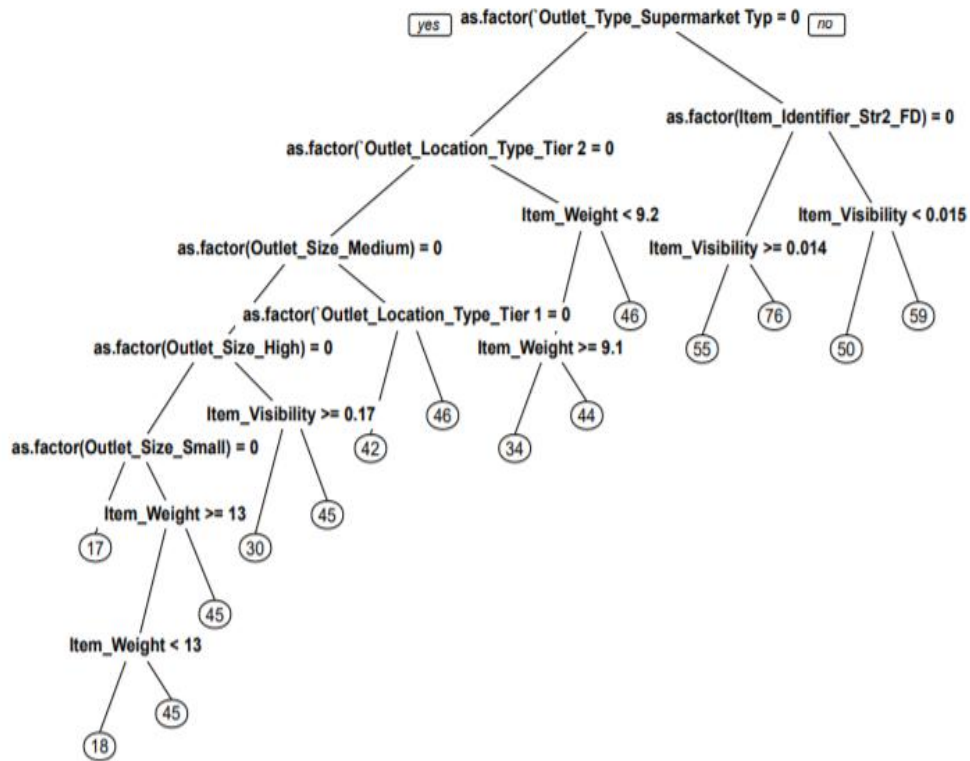 yes as.factor(`Outlet_Type_Supermarket Typ = 0 no
as.factor(Item_Identifier_Str2_FD) = 0
as.factor(`Outlet_Location_Type_Tier 2 = 0
Item_Weight < 9.2 Item_Visibility < 0.015
as.factor(Outlet_Size_Medium) = 0 Item_Visibility >= 0.014
as.factor(`Outlet_Location_Type_Tier 1 = 0 46 76 59
as.factor(Outlet_Size_High) = 0 Item_Weight >= 9.1 55 50
Item_Visibility >= 0.17 46 44
as.factor(Outlet_Size_Small) = 0 42 34
Item_Weight >= 13 45
17 30
45
Item_Weight < 13
45
18